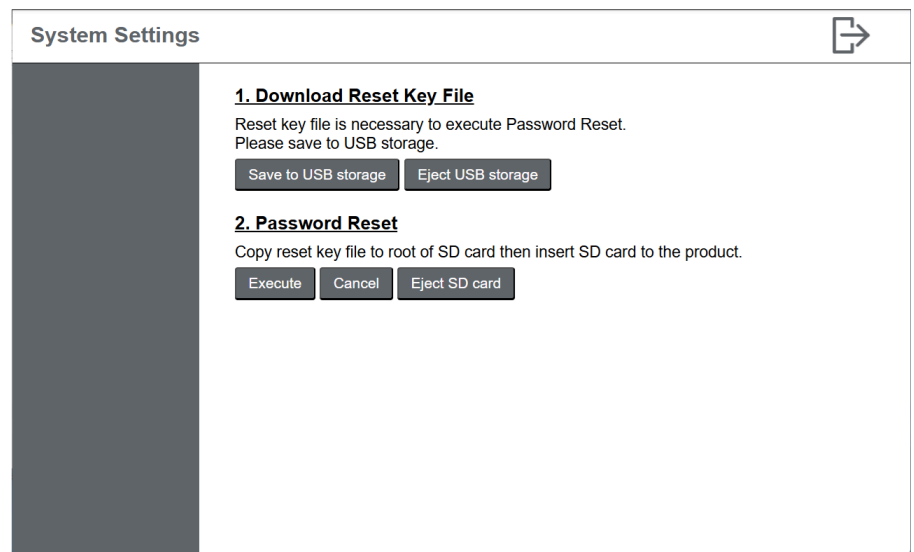 System Settings
1. Download Reset Key File
Reset key file is necessary to execute Password Reset.
Please save to USB storage.
Save to USB storage Eject USB storage
2. Password Reset
Copy reset key file to root of SD card then insert SD card to the product.
Execute Cancel Eject SD card